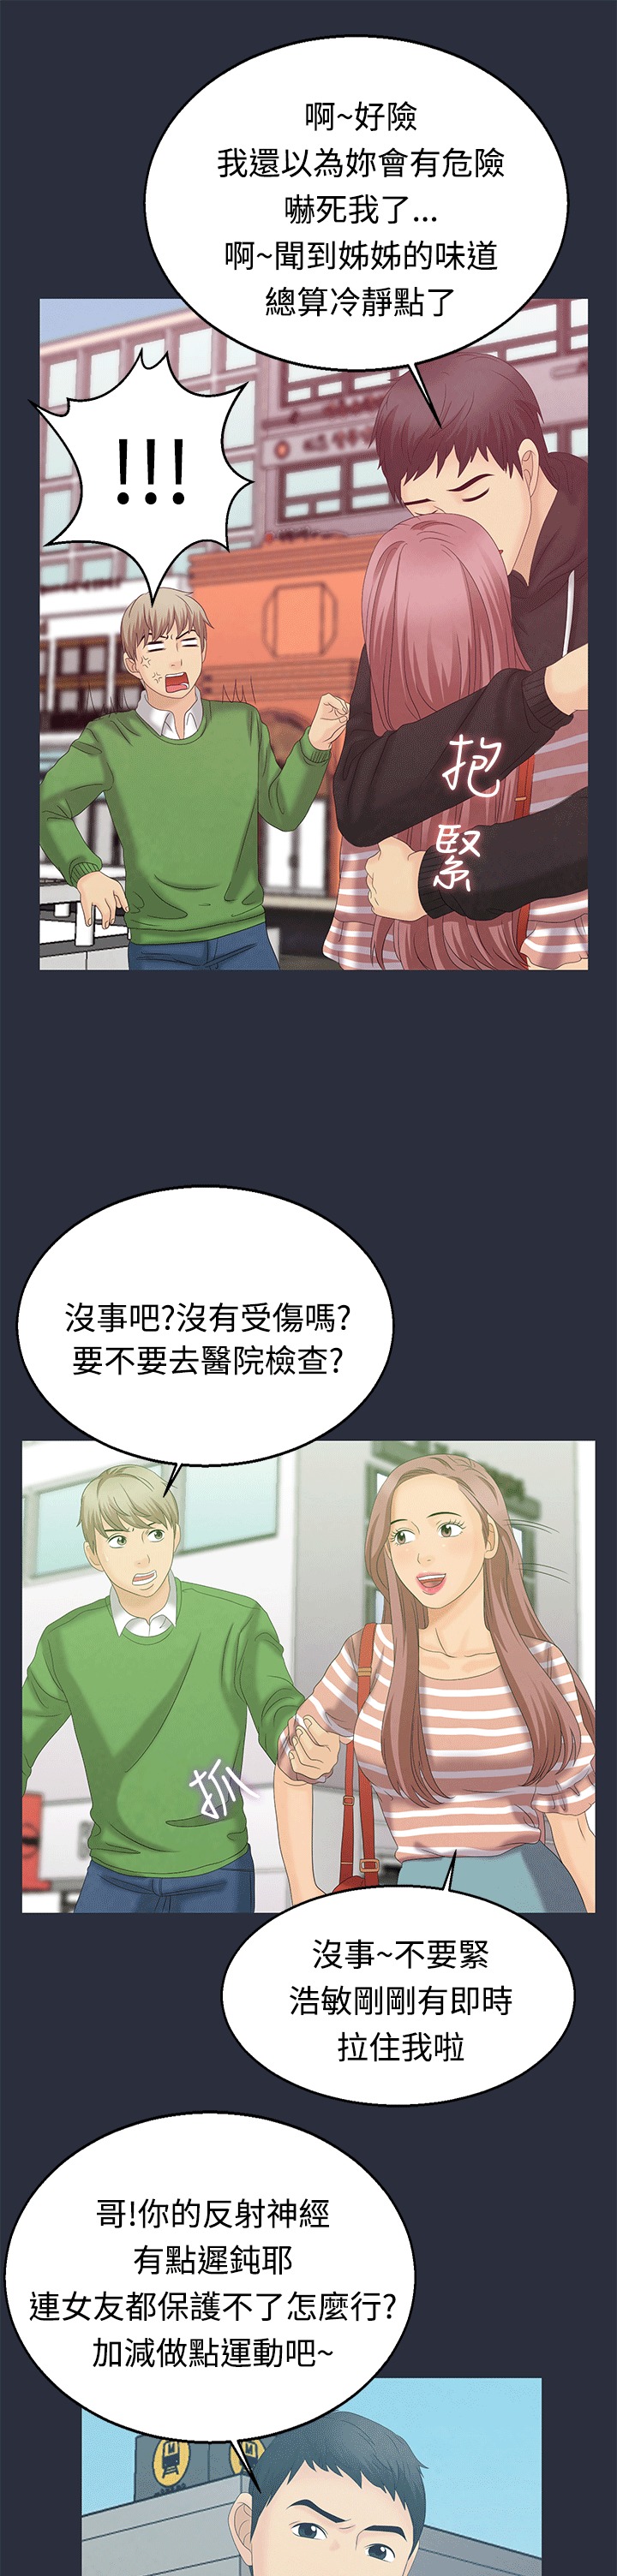 啊~好險
我還以為妳會有危險
嚇死我了...
啊~聞到姊姊的味道
總算冷靜點了
!!!
抱
緊
沒事吧?沒有受傷嗎?
要不要去醫院檢查?
抓
沒事~不要緊
浩敏剛剛有即時
拉住我啦
哥!你的反射神經
有點遲鈍耶
連女友都保護不了怎麼行?
加減做點運動吧~
M
M